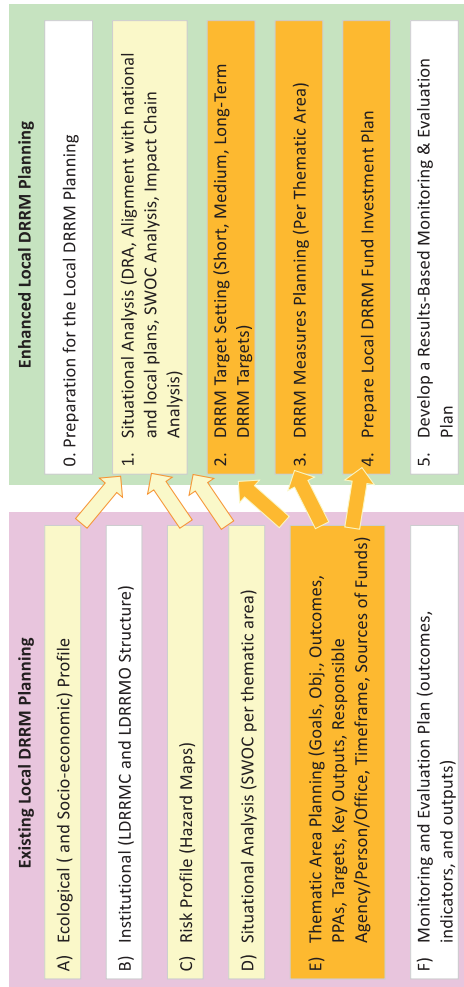 Existing Local DRRM Planning
A) Ecological ( and Socio-economic) Profile
B) Institutional (LDRRMC and LDRRMO Structure)
C) Risk Profile (Hazard Maps)
D) Situational Analysis (SWOC per thematic area)
E) Thematic Area Planning (Goals, Obj., Outcomes,
PPAs, Targets, Key Outputs, Responsible
Agency/Person/Office, Timeframe, Sources of Funds)
F) Monitoring and Evaluation Plan (outcomes,
indicators, and outputs)
Enhanced Local DRRM Planning
0. Preparation for the Local DRRM Planning
1. Situational Analysis (DRA, Alignment with national
and local plans, SWOC Analysis, Impact Chain
Analysis)
2. DRRM Target Setting (Short, Medium, Long-Term
DRRM Targets)
3. DRRM Measures Planning (Per Thematic Area)
4. Prepare Local DRRM Fund Investment Plan
5. Develop a Results-Based Monitoring & Evaluation
Plan